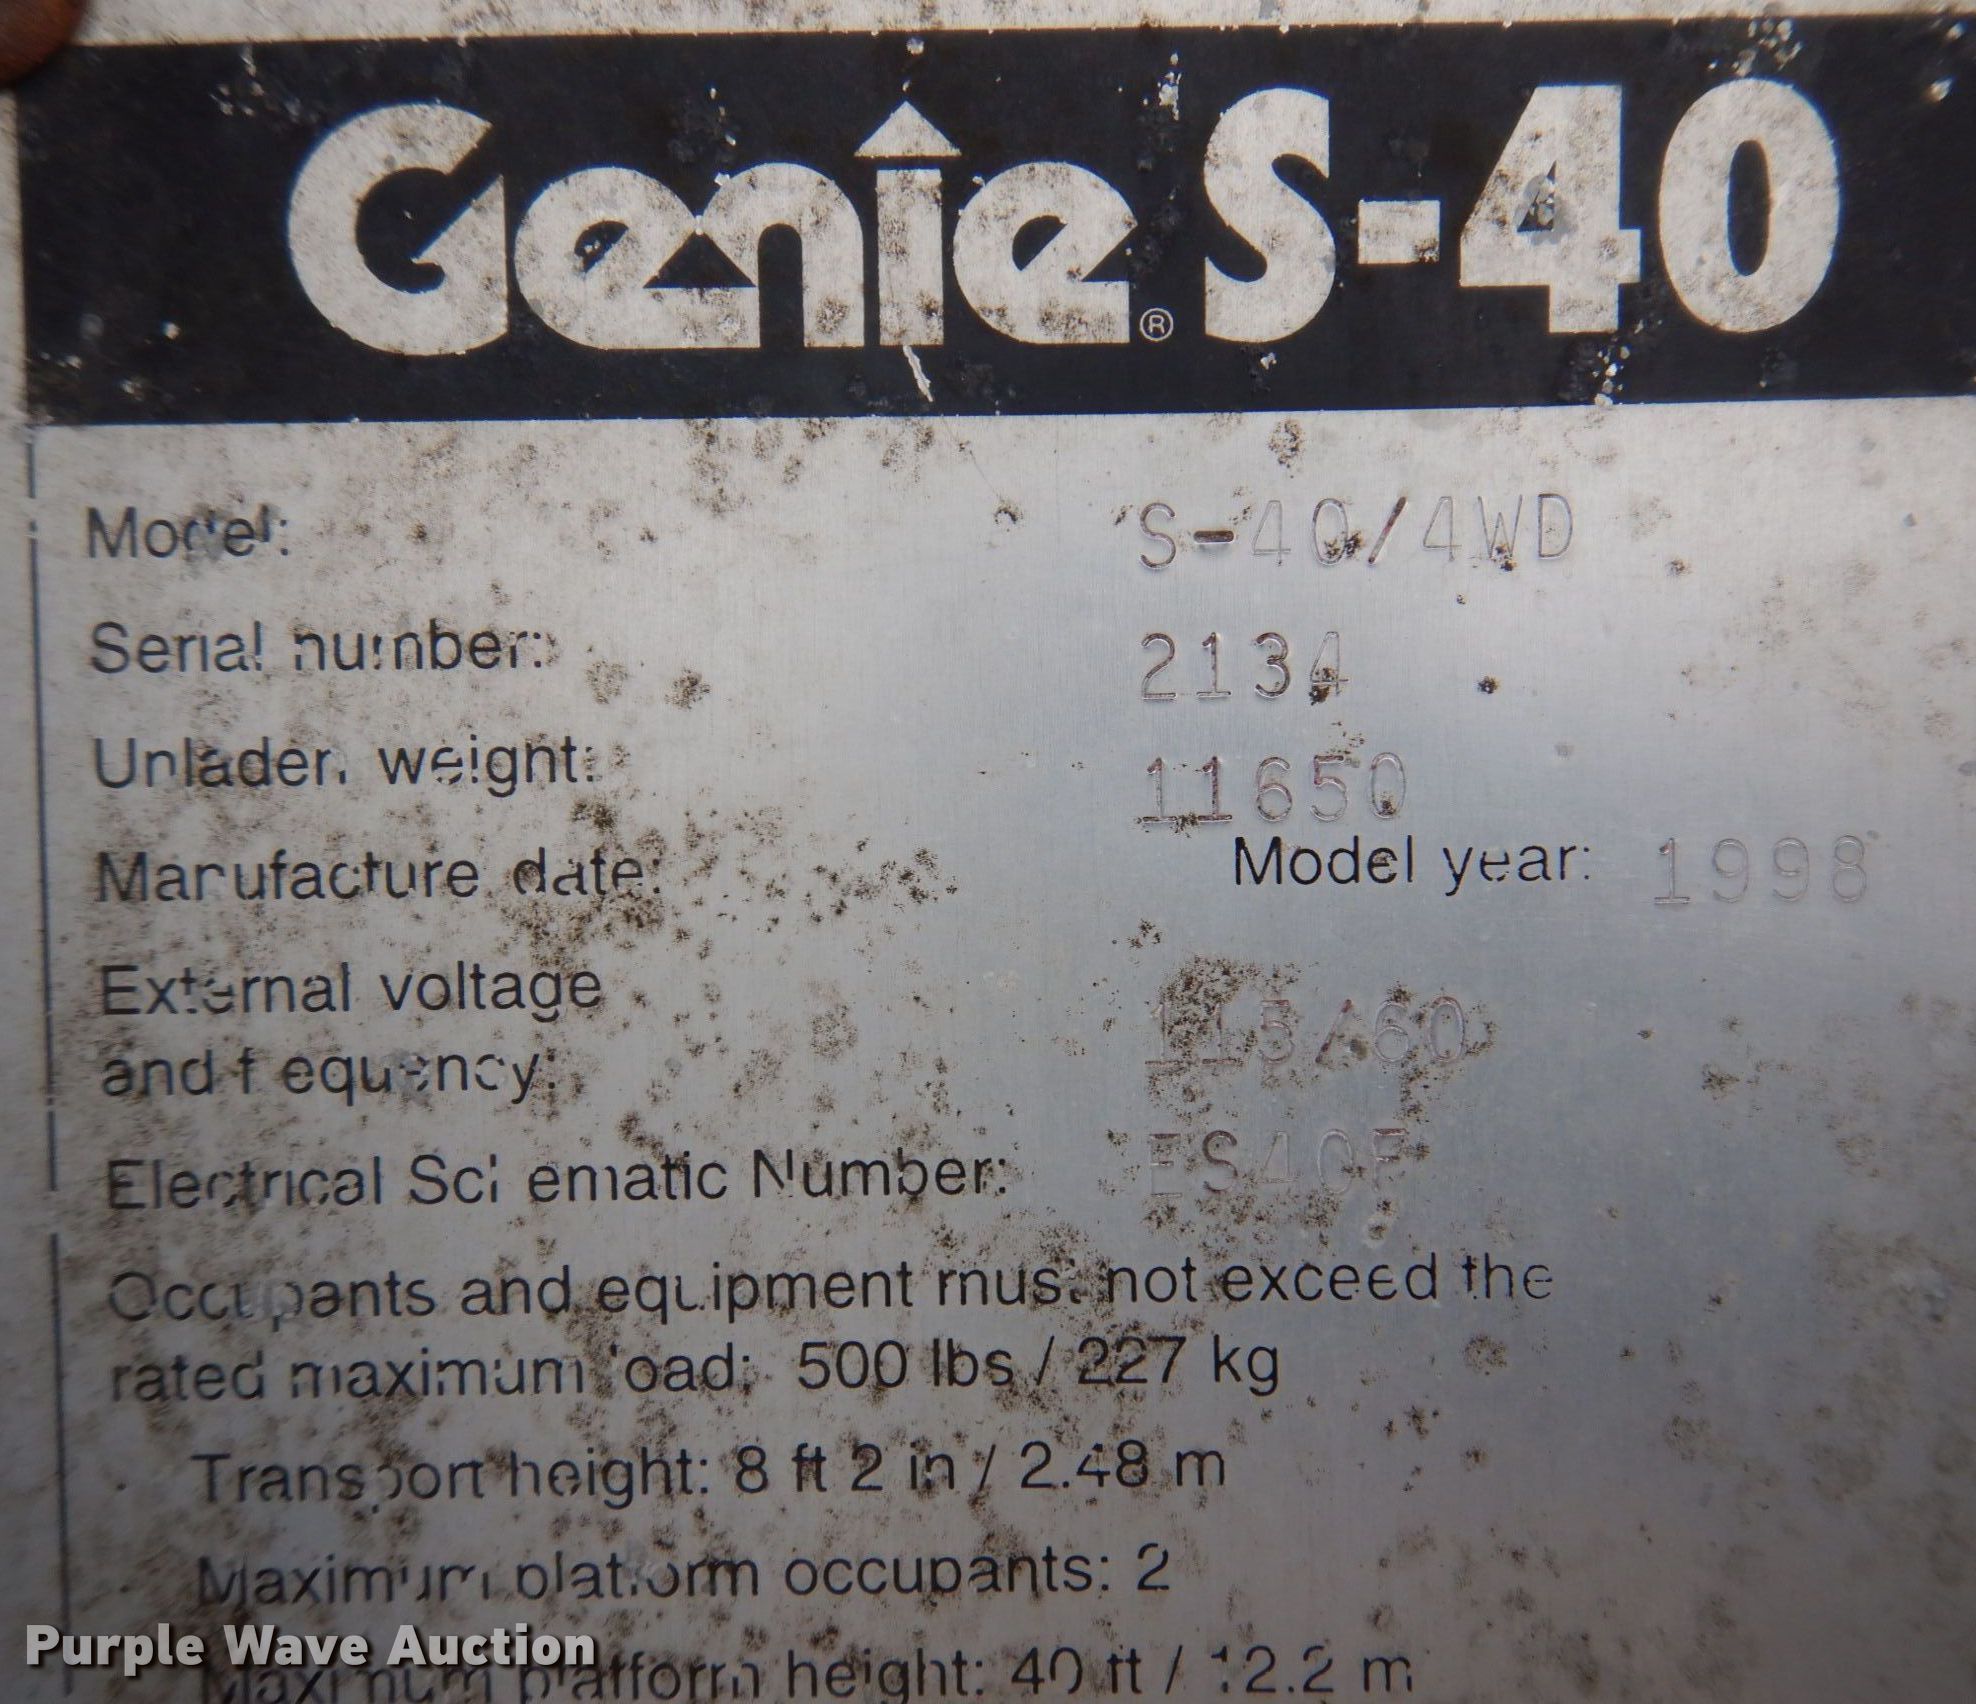 Genie® S-40
Model: S-40/4WD
Serial number: 2134
Unladen weight: 11650
Manufacture date: Model year: 1998
External voltage
and frequency: 115/60
Electrical Schematic Number: ES40F
Occupants and equipment must not exceed the
rated maximum load: 500 lbs / 227 kg
Transport height: 8 ft 2 in / 2.48 m
Maximum platform occupants: 2
Maximum platform height: 40 ft / 12.2 m
Purple Wave Auction